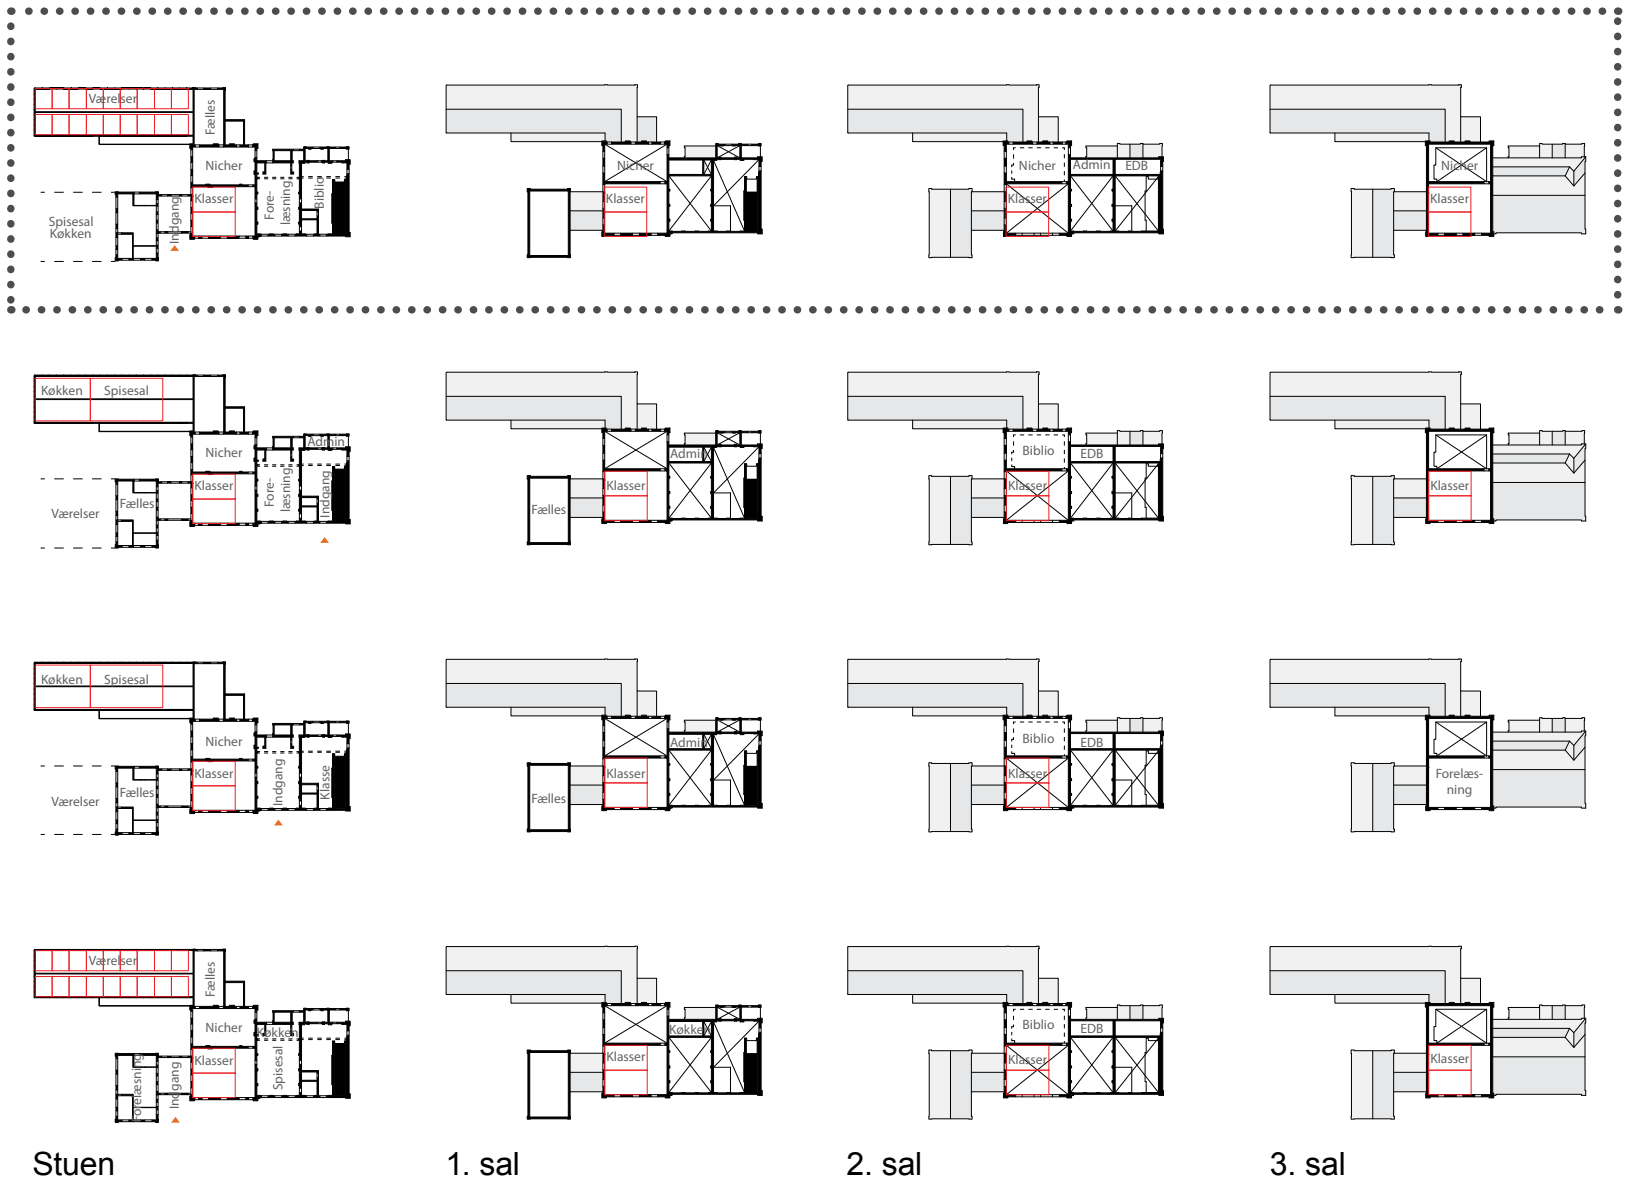 Værelser
Fælles
Nicher
Klasser
Fore-
læsning
Biblio
Indgang
Spisesal
Køkken
Nicher
Klasser
Nicher
Admin
EDB
Klasser
Nicher
Klasser
Køkken
Spisesal
Nicher
Admin
Klasser
Fore-
læsning
Indgang
Fælles
Værelser
Admin
Klasser
Fælles
Biblio
EDB
Klasser
Klasser
Køkken
Spisesal
Nicher
Klasser
Indgang
Klasse
Fælles
Værelser
Admin
Klasser
Fælles
Biblio
EDB
Klasser
Forelæs-
ning
Værelser
Fælles
Nicher
Køkken
Klasser
Spisesal
Forelæsning
Indgang
Køkken
Klasser
Biblio
EDB
Klasser
Klasser
Stuen
1. sal
2. sal
3. sal